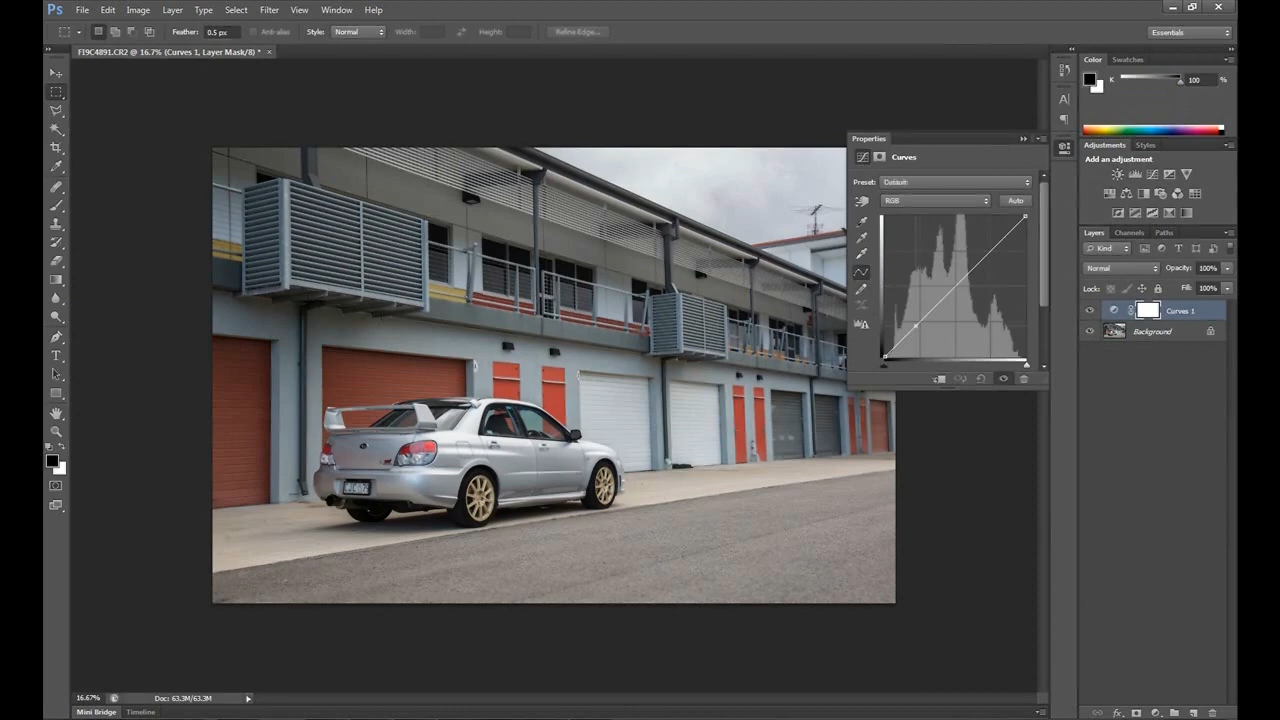 Ps File Edit Image Layer Type Select Filter View Window Help
Feather: 0.5 px Anti-alias Style: Normal Width: Height: Refine Edge... Essentials
FI9C4891.CR2 @ 16.7% (Curves 1, Layer Mask/8) * ×
Color Swatches
K 100 %
Properties
Curves
Preset: Default
RGB Auto
Adjustments Styles
Add an adjustment
Layers Channels Paths
Kind
Normal Opacity: 100%
Lock: Fill: 100%
Curves 1
Background
16.67% Doc: 63.3M/63.3M
Mini Bridge Timeline